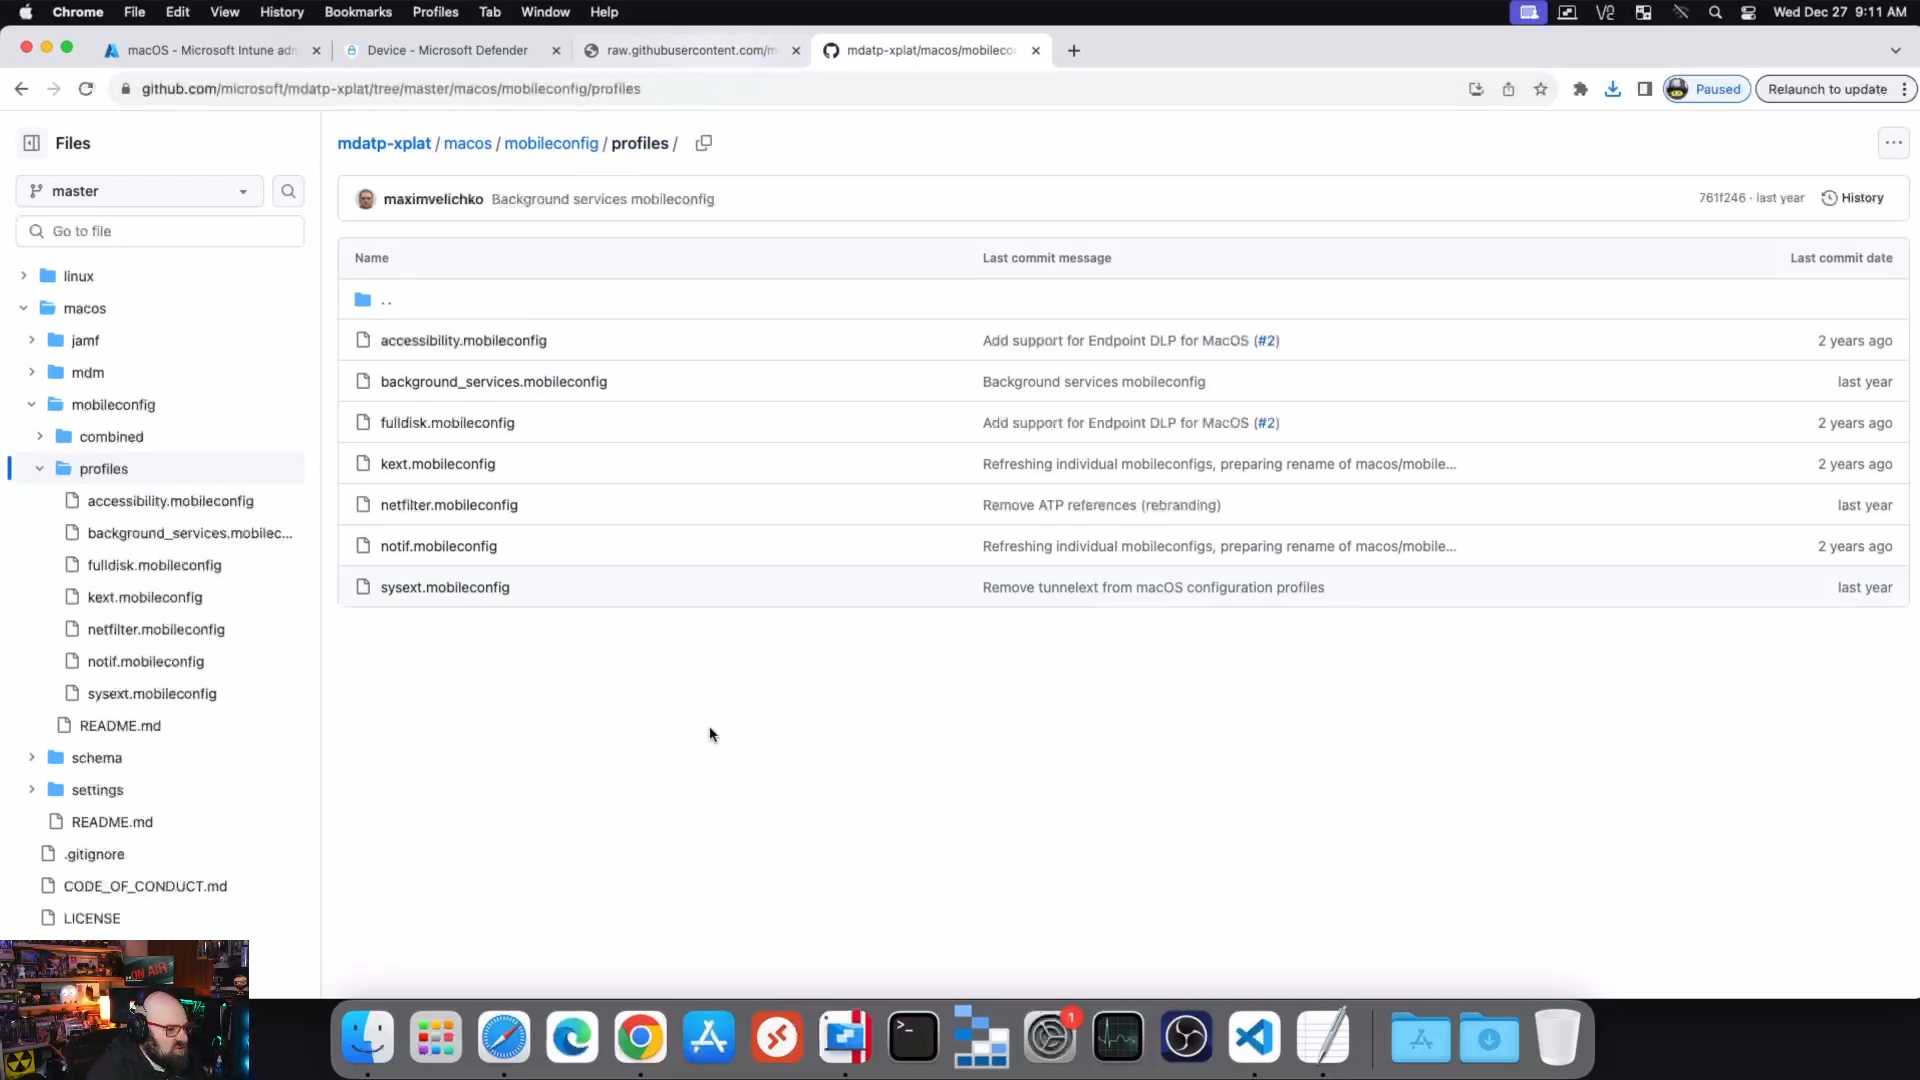 Chrome File Edit View History Bookmarks Profiles Tab Window Help Wed Dec 27 9:11 AM
macOS - Microsoft Intune adn Device - Microsoft Defender raw.githubusercontent.com/m mdatp-xplat/macos/mobileco
github.com/microsoft/mdatp-xplat/tree/master/macos/mobileconfig/profiles Paused Relaunch to update
Files
master
Go to file
linux
macos
jamf
mdm
mobileconfig
combined
profiles
accessibility.mobileconfig
background_services.mobilec...
fulldisk.mobileconfig
kext.mobileconfig
netfilter.mobileconfig
notif.mobileconfig
sysext.mobileconfig
README.md
schema
settings
README.md
.gitignore
CODE_OF_CONDUCT.md
LICENSE
mdatp-xplat / macos / mobileconfig / profiles /
maximvelichko Background services mobileconfig 761f246 · last year History
Name Last commit message Last commit date
..
accessibility.mobileconfig Add support for Endpoint DLP for MacOS (#2) 2 years ago
background_services.mobileconfig Background services mobileconfig last year
fulldisk.mobileconfig Add support for Endpoint DLP for MacOS (#2) 2 years ago
kext.mobileconfig Refreshing individual mobileconfigs, preparing rename of macos/mobile... 2 years ago
netfilter.mobileconfig Remove ATP references (rebranding) last year
notif.mobileconfig Refreshing individual mobileconfigs, preparing rename of macos/mobile... 2 years ago
sysext.mobileconfig Remove tunnelext from macOS configuration profiles last year
ON AIR
1